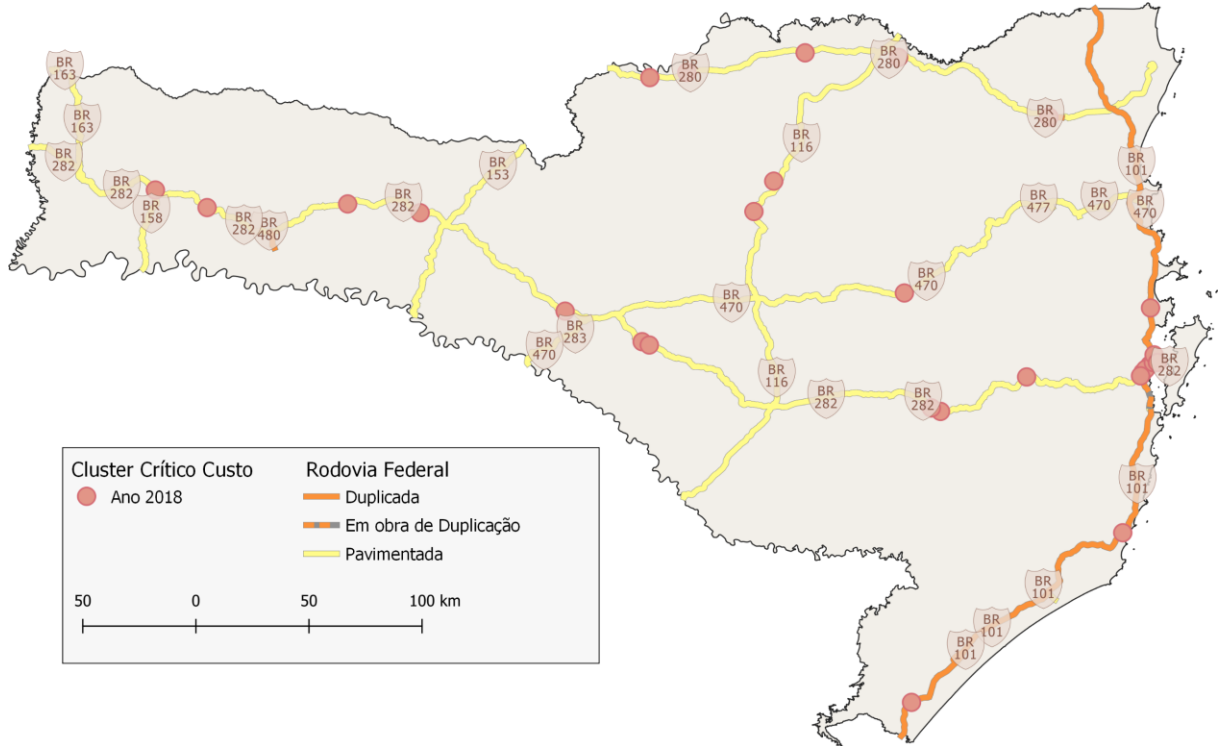 BR
163
BR
280
BR
280
BR
163
BR
280
BR
116
BR
282
BR
153
BR
101
BR
282
BR
158
BR
282
BR
477
BR
470
BR
470
BR
282
BR
480
BR
470
BR
470
BR
283
BR
470
BR
116
BR
282
BR
282
BR
282
Cluster Crítico Custo
Ano 2018
Rodovia Federal
Duplicada
Em obra de Duplicação
Pavimentada
50 0 50 100 km
BR
101
BR
101
BR
101
BR
101